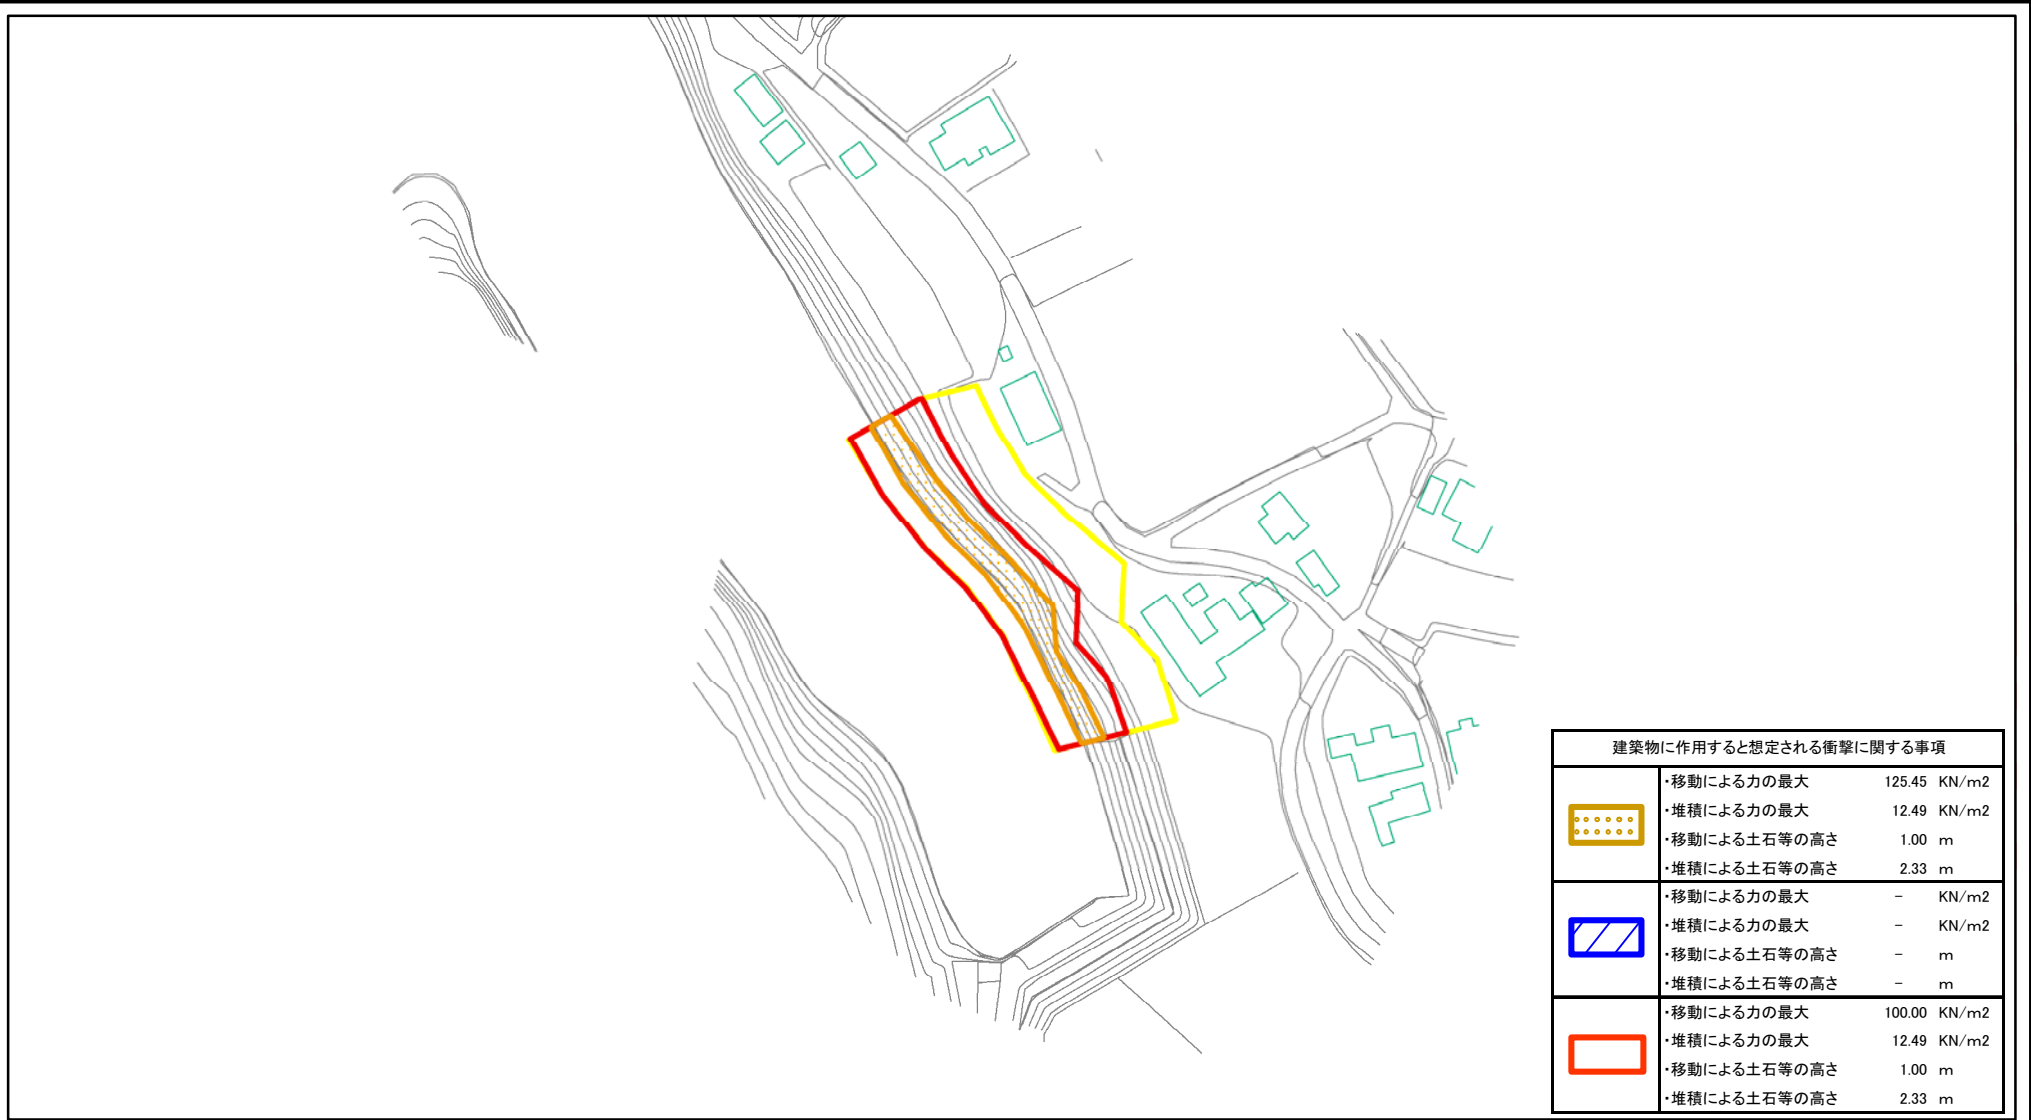 建築物に作用すると想定される衝撃に関する事項
・移動による力の最大 125.45 KN/m2
・堆積による力の最大 12.49 KN/m2
・移動による土石等の高さ 1.00 m
・堆積による土石等の高さ 2.33 m
・移動による力の最大 - KN/m2
・堆積による力の最大 - KN/m2
・移動による土石等の高さ - m
・堆積による土石等の高さ - m
・移動による力の最大 100.00 KN/m2
・堆積による力の最大 12.49 KN/m2
・移動による土石等の高さ 1.00 m
・堆積による土石等の高さ 2.33 m